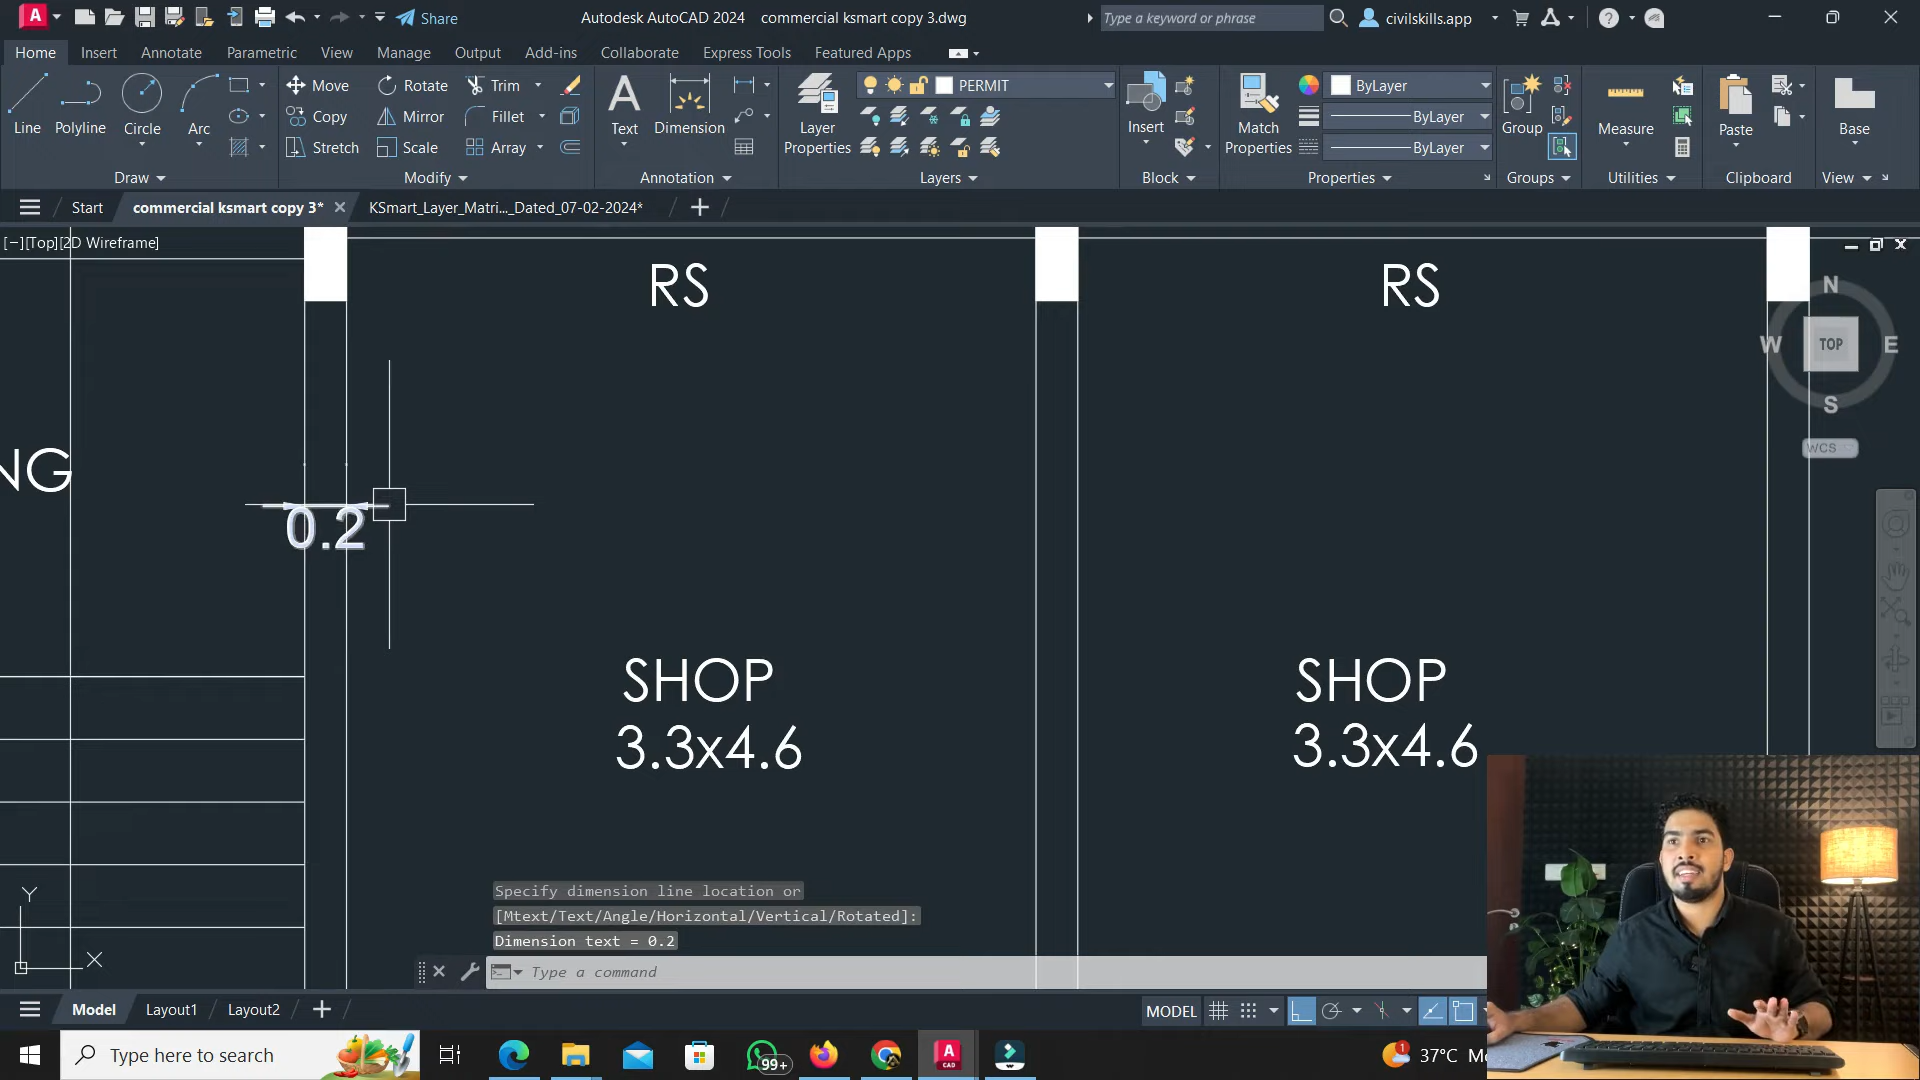 Share
Autodesk AutoCAD 2024 commercial ksmart copy 3.dwg
Type a keyword or phrase
civilskills.app
Home Insert Annotate Parametric View Manage Output Add-ins Collaborate Express Tools Featured Apps
Line Polyline Circle Arc
Move Rotate Trim
Copy Mirror Fillet
Stretch Scale Array
Text Dimension
Layer Properties
PERMIT
Insert
Match Properties
ByLayer
ByLayer
ByLayer
Group
Measure
Paste
Base
Draw Modify Annotation Layers Block Properties Groups Utilities Clipboard View
Start commercial ksmart copy 3* KSmart_Layer_Matri..._Dated_07-02-2024*
[−][Top][2D Wireframe]
RS RS
N
W TOP E
S
WCS
NG
0.2
SHOP SHOP
3.3x4.6 3.3x4.6
Specify dimension line location or
[Mtext/Text/Angle/Horizontal/Vertical/Rotated]:
Dimension text = 0.2
Y
X
Type a command
Model Layout1 Layout2
MODEL
Type here to search
99+
A
CAD
1
37°C